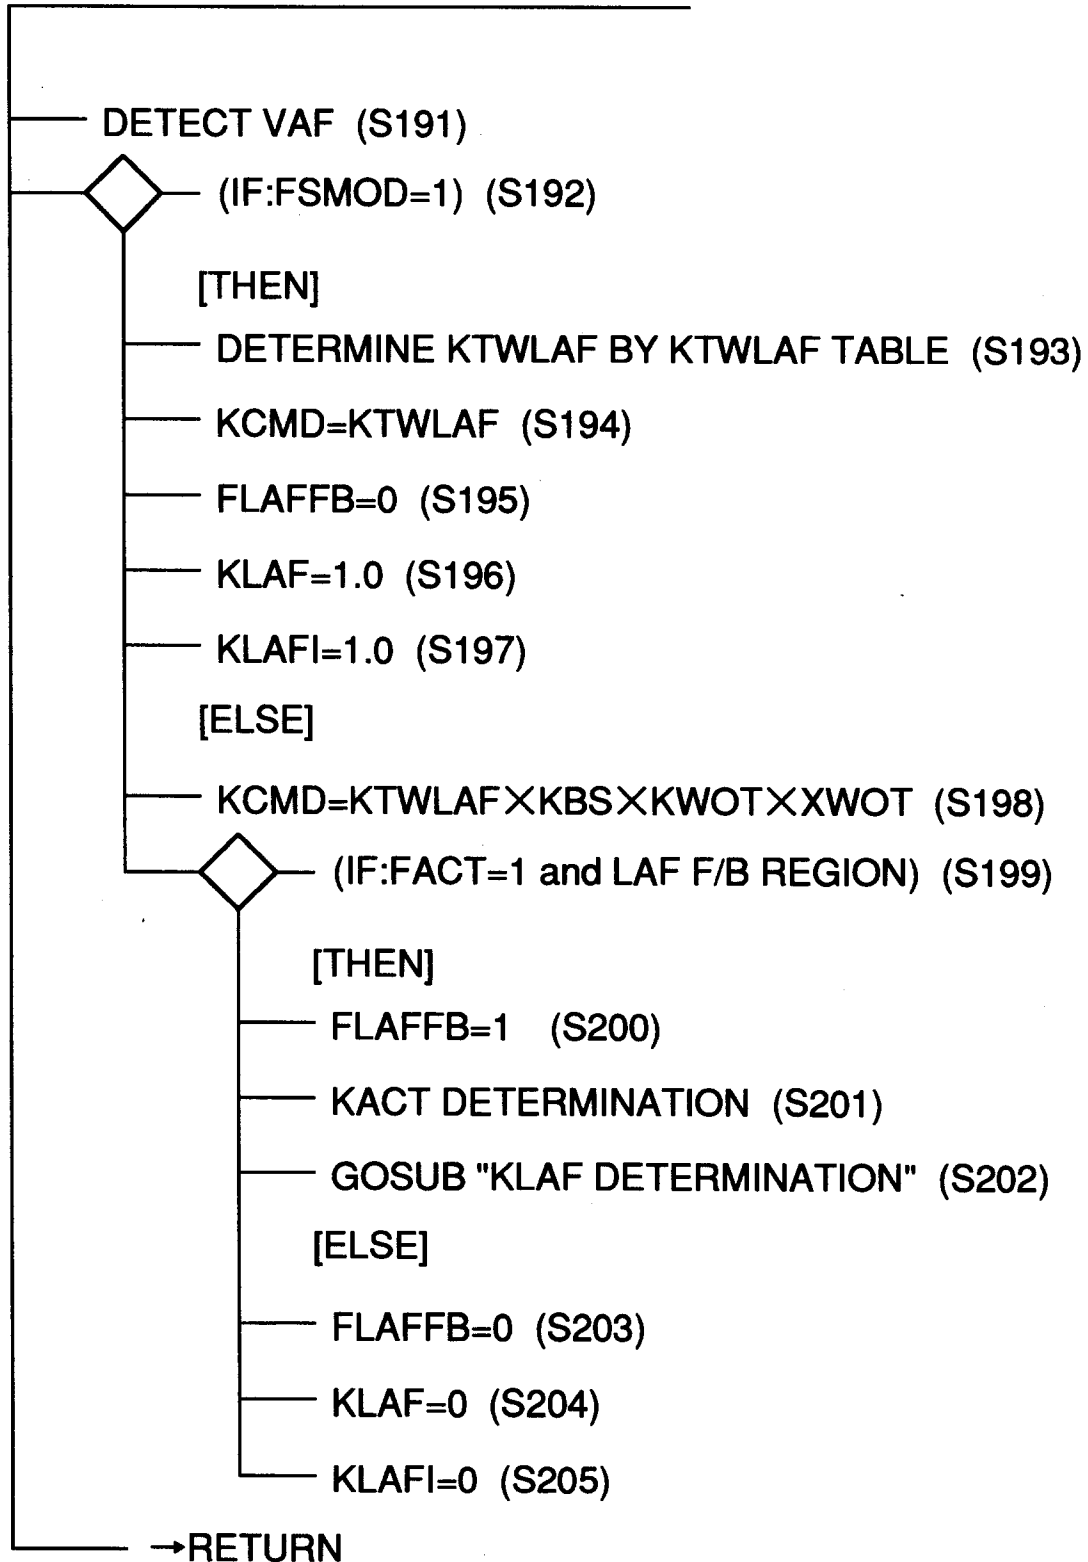 DETECT VAF (S191)
(IF:FSMOD=1) (S192)
[THEN]
DETERMINE KTWLAF BY KTWLAF TABLE (S193)
KCMD=KTWLAF (S194)
FLAFFB=0 (S195)
KLAF=1.0 (S196)
KLAFI=1.0 (S197)
[ELSE]
KCMD=KTWLAF×KBS×KWOT×XWOT (S198)
(IF:FACT=1 and LAF F/B REGION) (S199)
[THEN]
FLAFFB=1 (S200)
KACT DETERMINATION (S201)
GOSUB "KLAF DETERMINATION" (S202)
[ELSE]
FLAFFB=0 (S203)
KLAF=0 (S204)
KLAFI=0 (S205)
→RETURN